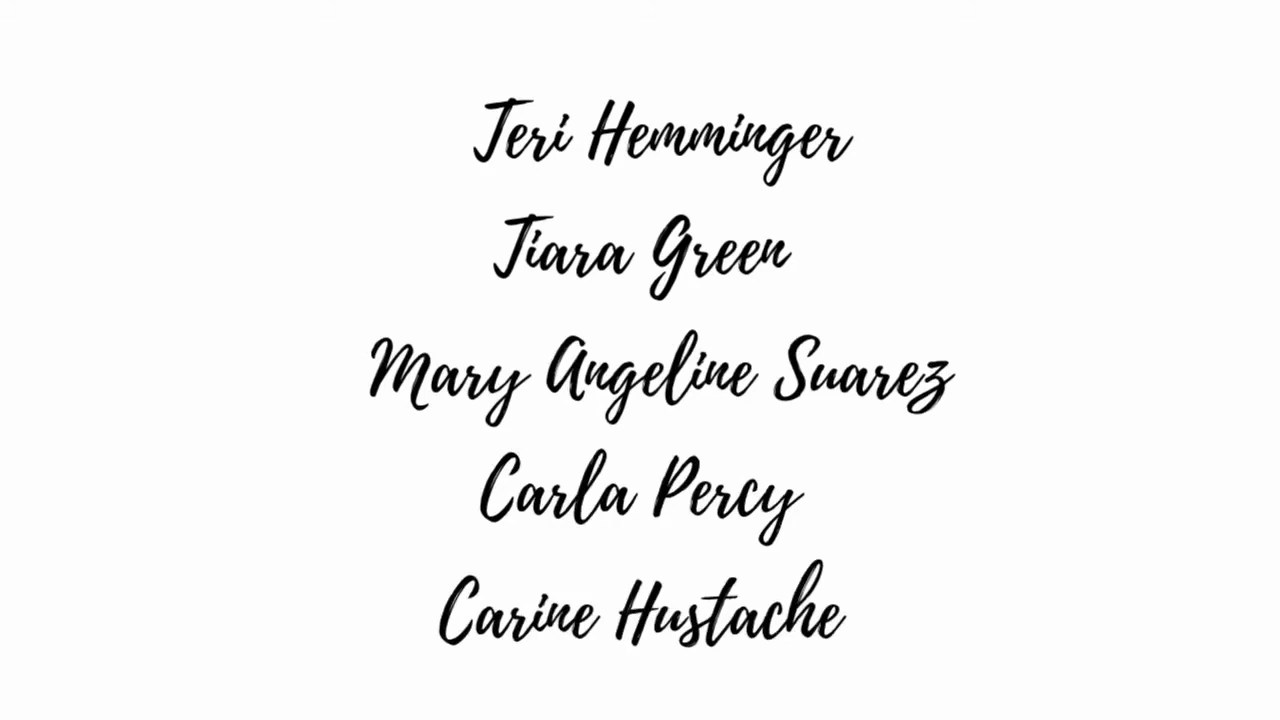 Teri Hemminger
Tiara Green
Mary Angeline Suarez
Carla Percy
Carine Hustache